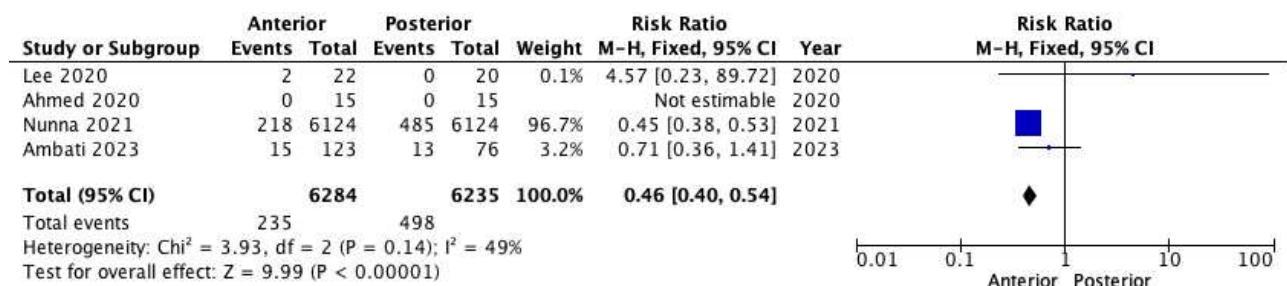 Anterior Posterior Risk Ratio Risk Ratio
Study or Subgroup Events Total Events Total Weight M-H, Fixed, 95% CI Year M-H, Fixed, 95% CI
Lee 2020 2 22 0 20 0.1% 4.57 [0.23, 89.72] 2020
Ahmed 2020 0 15 0 15 Not estimable 2020
Nunna 2021 218 6124 485 6124 96.7% 0.45 [0.38, 0.53] 2021
Ambati 2023 15 123 13 76 3.2% 0.71 [0.36, 1.41] 2023
Total (95% CI) 6284 6235 100.0% 0.46 [0.40, 0.54]
Total events 235 498
Heterogeneity: Chi² = 3.93, df = 2 (P = 0.14); I² = 49%
Test for overall effect: Z = 9.99 (P < 0.00001)
0.01 0.1 1 10 100
Anterior Posterior